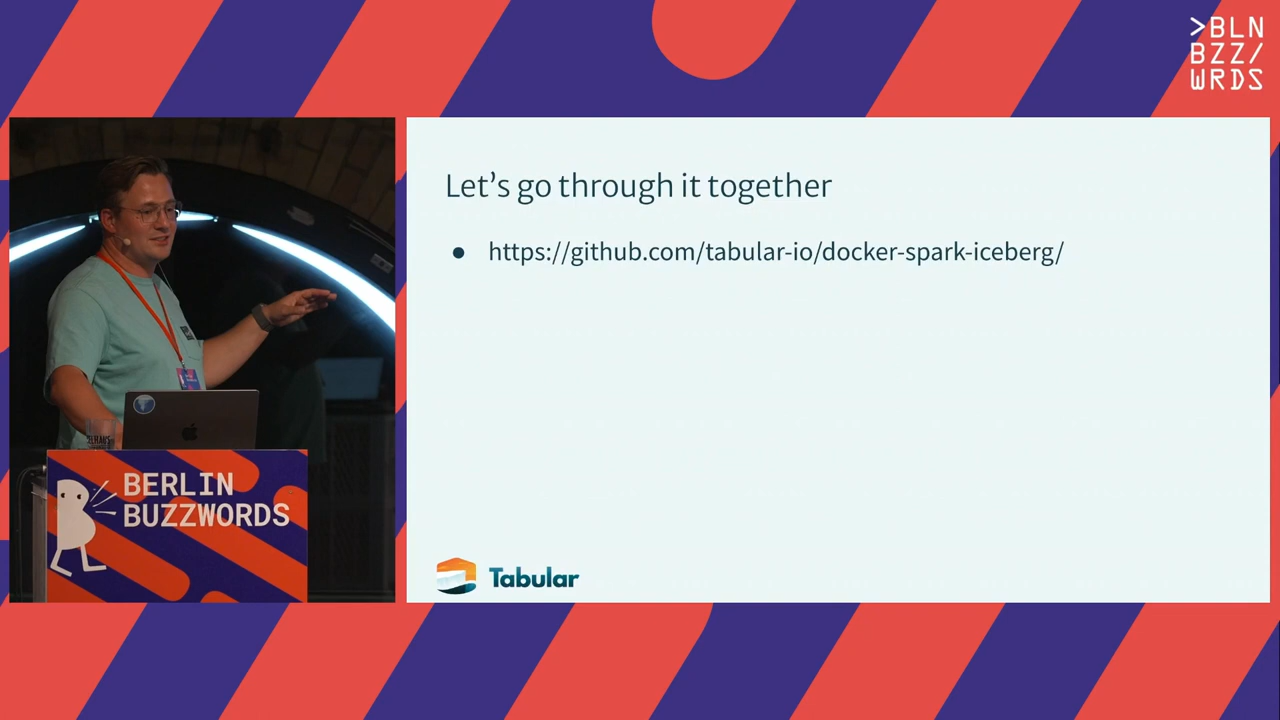 >BLN
BZZ/
WRDS
Let's go through it together
● https://github.com/tabular-io/docker-spark-iceberg/
BERLIN
BUZZWORDS
Tabular